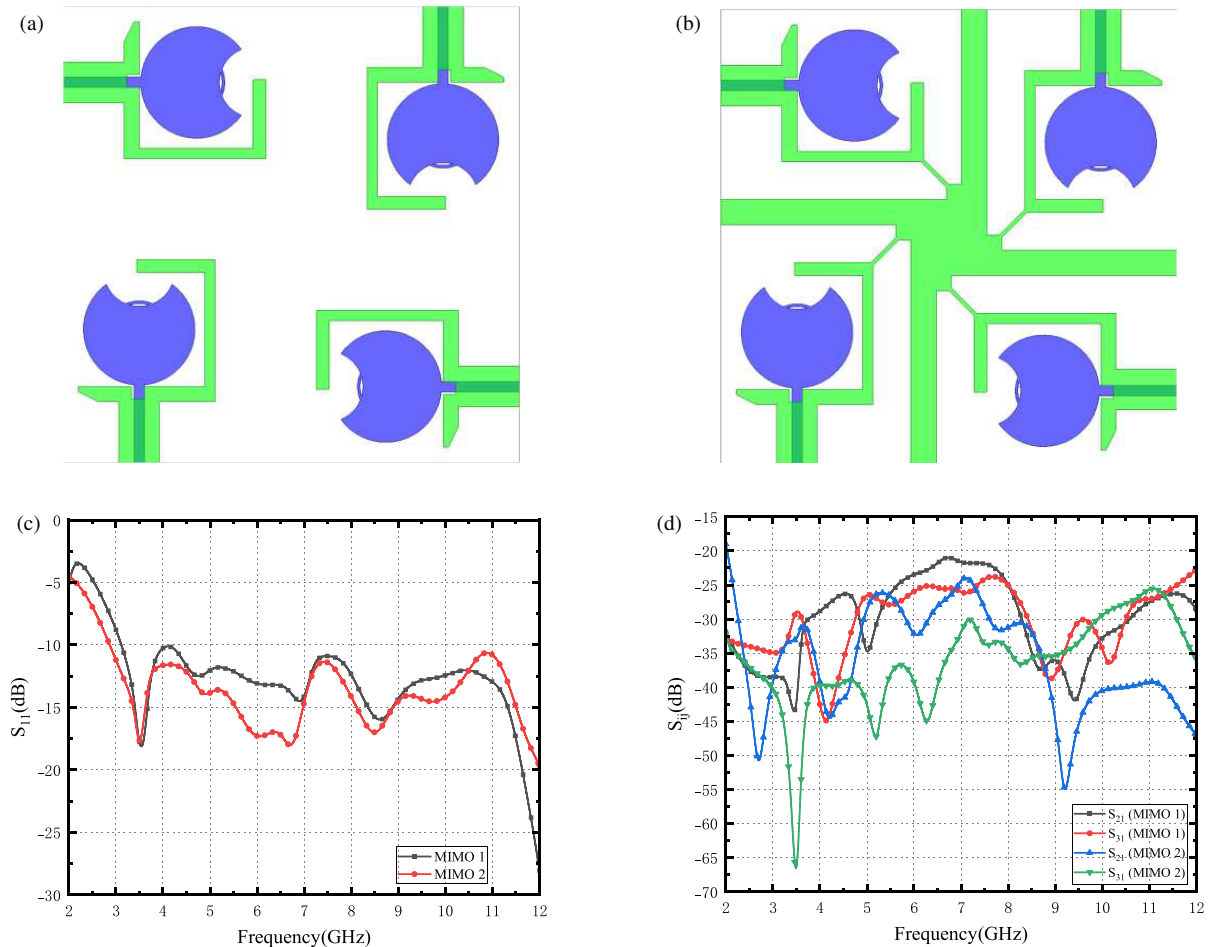 (a)
(b)
(c)
S₁₁(dB)
0
-5
-10
-15
-20
-25
-30
2 3 4 5 6 7 8 9 10 11 12
Frequency(GHz)
MIMO 1
MIMO 2
(d)
Sᵢⱼ(dB)
-15
-20
-25
-30
-35
-40
-45
-50
-55
-60
-65
-70
2 3 4 5 6 7 8 9 10 11 12
Frequency(GHz)
S₂₁ (MIMO 1)
S₃₁ (MIMO 1)
S₂₁ (MIMO 2)
S₃₁ (MIMO 2)